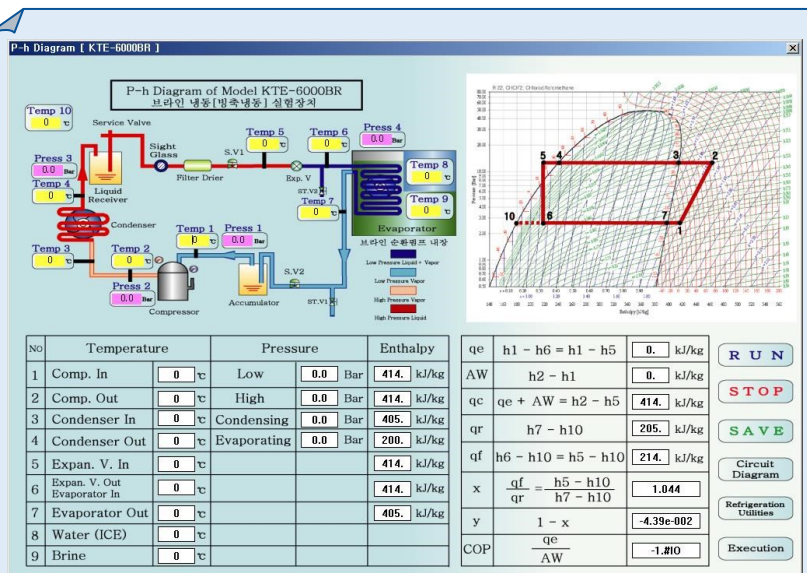 P-h Diagram [ KTE-6000BR ]
P-h Diagram of Model KTE-6000BR
브라인 냉동[빙축냉동] 실험장치
Temp 10
0 ℃
Service Valve
Press 3
0.0 Bar
Temp 4
0 ℃
Liquid
Receiver
Sight
Glass
Filter Drier
S.V1
Temp 5
0 ℃
Exp. V
Temp 6
0 ℃
ST.V2
Press 4
0.0 Bar
Temp 8
0 ℃
Temp 9
0 ℃
Temp 7
0 ℃
Evaporator
브라인 순환펌프 내장
Condenser
Temp 3
0 ℃
Temp 2
0 ℃
Press 2
0.0 Bar
Compressor
Temp 1
0 ℃
Press 1
0.0 Bar
Accumulator
S.V2
ST.V1
Low Pressure Liquid + Vapor
Low Pressure Vapor
High Pressure Vapor
High Pressure Liquid
Pressure [Bar]
5 4 3 2
10 6 7 1
Enthalpy [kJ/kg]
NO Temperature Pressure Enthalpy
1 Comp. In 0 ℃ Low 0.0 Bar 414. kJ/kg
2 Comp. Out 0 ℃ High 0.0 Bar 414. kJ/kg
3 Condenser In 0 ℃ Condensing 0.0 Bar 405. kJ/kg
4 Condenser Out 0 ℃ Evaporating 0.0 Bar 200. kJ/kg
5 Expan. V. In 0 ℃ 414. kJ/kg
6 Expan. V. Out
Evaporator In 0 ℃ 414. kJ/kg
7 Evaporator Out 0 ℃ 405. kJ/kg
8 Water (ICE) 0 ℃
9 Brine 0 ℃
qe h1 - h6 = h1 - h5 0. kJ/kg
AW h2 - h1 0. kJ/kg
qc qe + AW = h2 - h5 414. kJ/kg
qr h7 - h10 205. kJ/kg
qf h6 - h10 = h5 - h10 214. kJ/kg
x qf/qr = h5 - h10/h7 - h10 1.044
y 1 - x -4.39e-002
COP qe/AW -1.#IO
RUN
STOP
SAVE
Circuit
Diagram
Refrigeration
Utilities
Execution